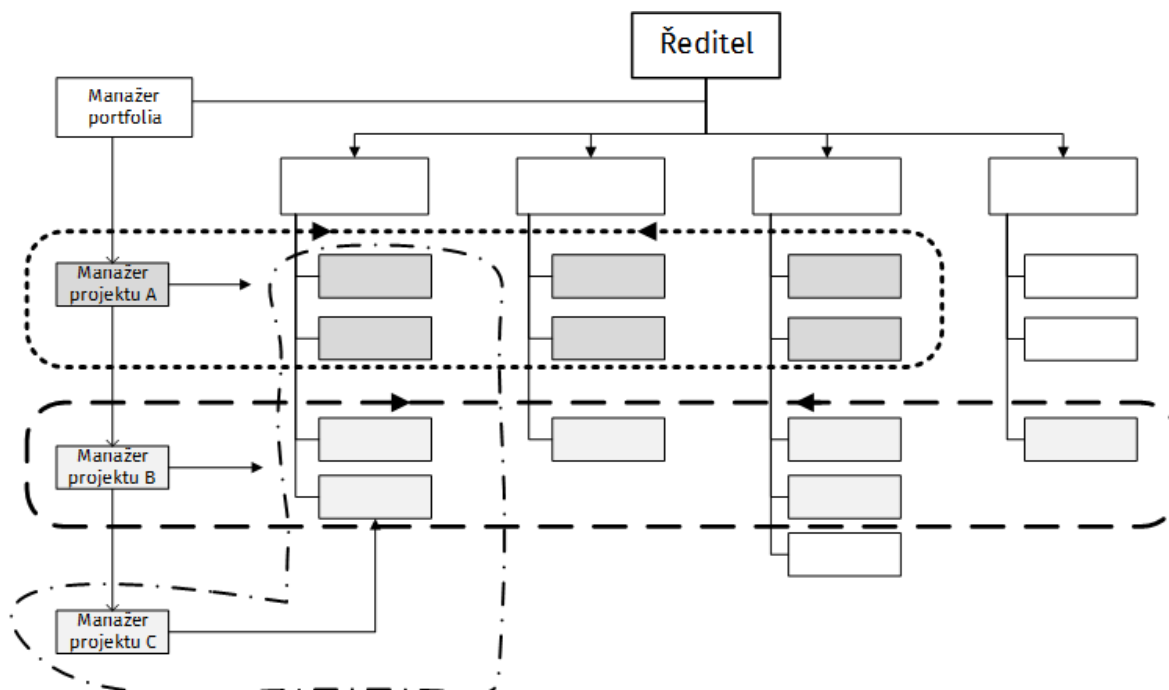 Ředitel
Manažer
portfolia
Manažer
projektu A
Manažer
projektu B
Manažer
projektu C